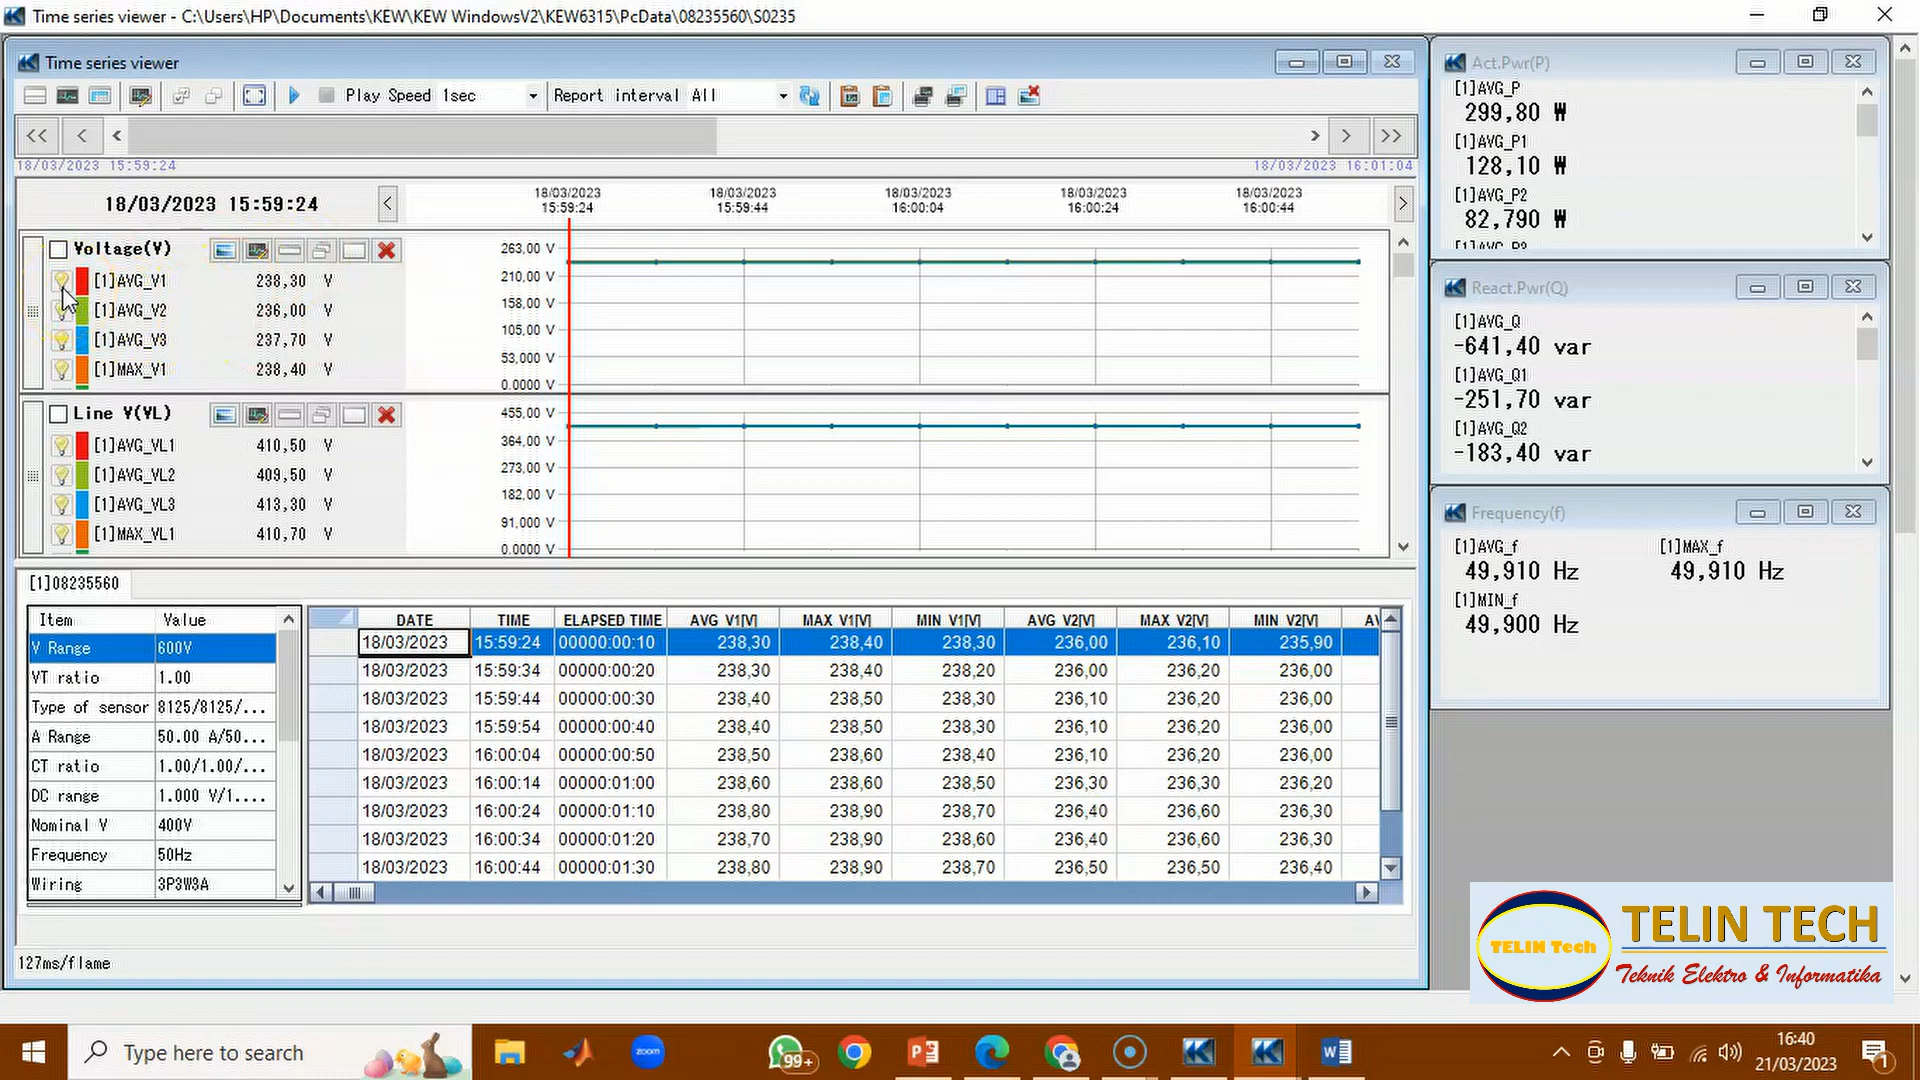 Time series viewer - C:\Users\HP\Documents\KEW\KEW WindowsV2\KEW6315\PcData\08235560\S0235
Time series viewer
Play Speed 1sec
Report interval All
<< < < > > >>
18/03/2023 15:59:24
18/03/2023 16:01:04
18/03/2023 15:59:24
<
18/03/2023 18/03/2023 18/03/2023 18/03/2023 18/03/2023
15:59:24 15:59:44 16:00:04 16:00:24 16:00:44
>
Voltage(V)
[1]AVG_V1 238,30 V
[1]AVG_V2 236,00 V
[1]AVG_V3 237,70 V
[1]MAX_V1 238,40 V
263,00 V
210,00 V
158,00 V
105,00 V
53,000 V
0.0000 V
Line V(VL)
[1]AVG_VL1 410,50 V
[1]AVG_VL2 409,50 V
[1]AVG_VL3 413,30 V
[1]MAX_VL1 410,70 V
455,00 V
364,00 V
273,00 V
182,00 V
91,000 V
0.0000 V
[1]08235560
Item Value
V Range 600V
VT ratio 1.00
Type of sensor 8125/8125/...
A Range 50.00 A/50...
CT ratio 1.00/1.00/...
DC range 1.000 V/1....
Nominal V 400V
Frequency 50Hz
Wiring 3P3W3A
DATE TIME ELAPSED TIME AVG_V1[V] MAX_V1[V] MIN_V1[V] AVG_V2[V] MAX_V2[V] MIN_V2[V]
18/03/2023 15:59:24 00000:00:10 238,30 238,40 238,30 236,00 236,10 235,90
18/03/2023 15:59:34 00000:00:20 238,30 238,40 238,20 236,00 236,20 236,00
18/03/2023 15:59:44 00000:00:30 238,40 238,50 238,30 236,10 236,20 236,00
18/03/2023 15:59:54 00000:00:40 238,40 238,50 238,30 236,10 236,20 236,00
18/03/2023 16:00:04 00000:00:50 238,50 238,60 238,40 236,10 236,20 236,00
18/03/2023 16:00:14 00000:01:00 238,60 238,60 238,50 236,30 236,30 236,20
18/03/2023 16:00:24 00000:01:10 238,80 238,90 238,70 236,40 236,60 236,30
18/03/2023 16:00:34 00000:01:20 238,70 238,90 238,60 236,40 236,60 236,30
18/03/2023 16:00:44 00000:01:30 238,80 238,90 238,70 236,50 236,50 236,40
127ms/flame
Act.Pwr(P)
[1]AVG_P
299,80 W
[1]AVG_P1
128,10 W
[1]AVG_P2
82,790 W
React.Pwr(Q)
[1]AVG_Q
-641,40 var
[1]AVG_Q1
-251,70 var
[1]AVG_Q2
-183,40 var
Frequency(f)
[1]AVG_f [1]MAX_f
49,910 Hz 49,910 Hz
[1]MIN_f
49,900 Hz
TELIN Tech
TELIN TECH
Teknik Elektro & Informatika
Type here to search
zoom
99+
16:40
21/03/2023
1